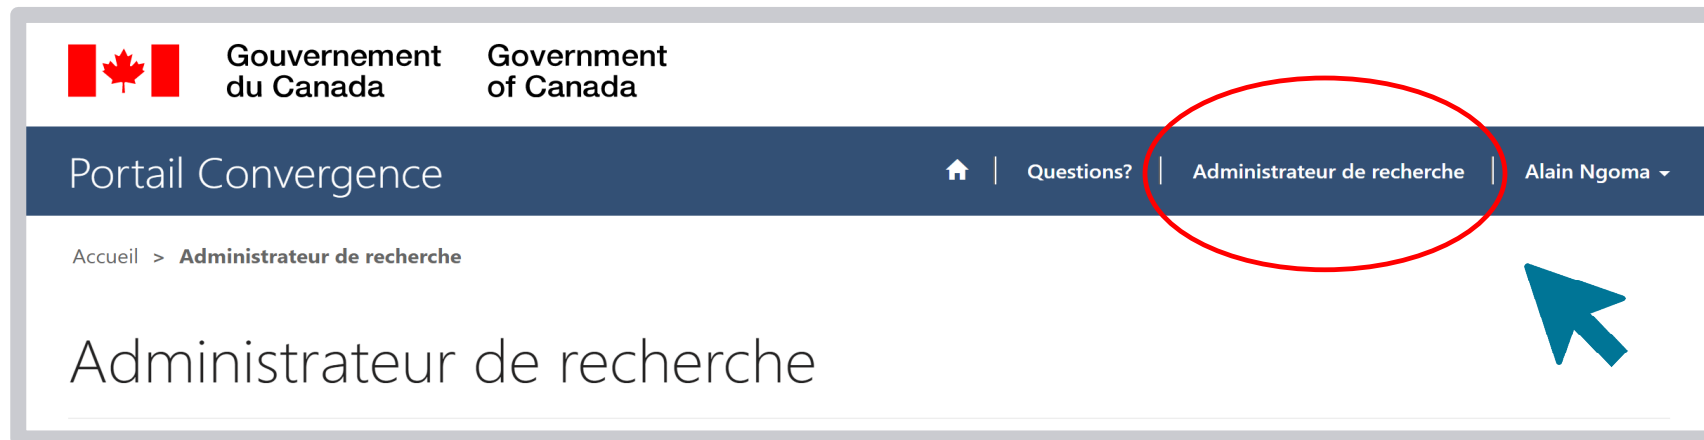 Gouvernement du Canada
Government of Canada
Portail Convergence
Questions?
Administrateur de recherche
Alain Ngoma
Accueil > Administrateur de recherche
Administrateur de recherche